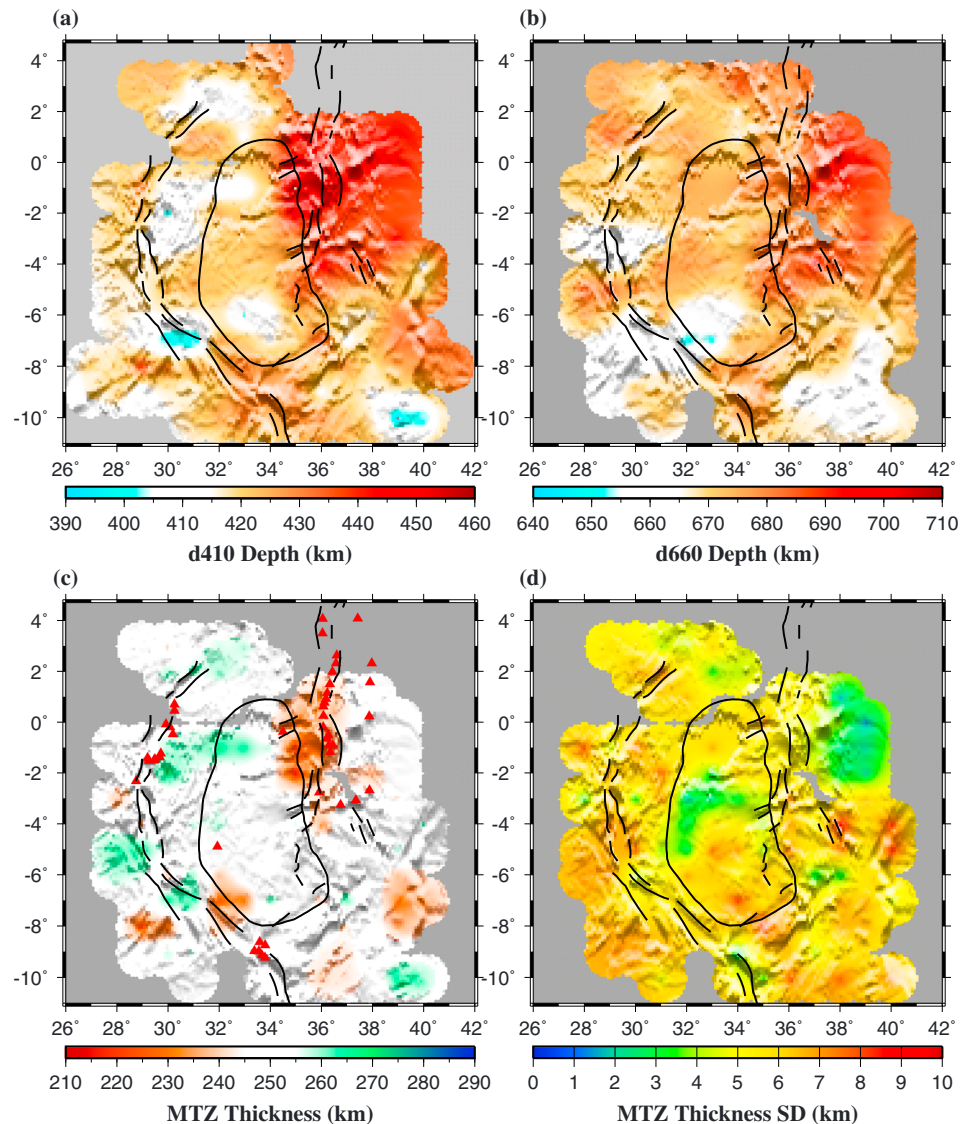 (a) (b)
4˚ 4˚
2˚ 2˚
0˚ 0˚
-2˚ -2˚
-4˚ -4˚
-6˚ -6˚
-8˚ -8˚
-10˚ -10˚
26˚ 28˚ 30˚ 32˚ 34˚ 36˚ 38˚ 40˚ 42˚ 26˚ 28˚ 30˚ 32˚ 34˚ 36˚ 38˚ 40˚ 42˚
390 400 410 420 430 440 450 460 640 650 660 670 680 690 700 710
d410 Depth (km) d660 Depth (km)
(c) (d)
4˚ 4˚
2˚ 2˚
0˚ 0˚
-2˚ -2˚
-4˚ -4˚
-6˚ -6˚
-8˚ -8˚
-10˚ -10˚
26˚ 28˚ 30˚ 32˚ 34˚ 36˚ 38˚ 40˚ 42˚ 26˚ 28˚ 30˚ 32˚ 34˚ 36˚ 38˚ 40˚ 42˚
210 220 230 240 250 260 270 280 290 0 1 2 3 4 5 6 7 8 9 10
MTZ Thickness (km) MTZ Thickness SD (km)